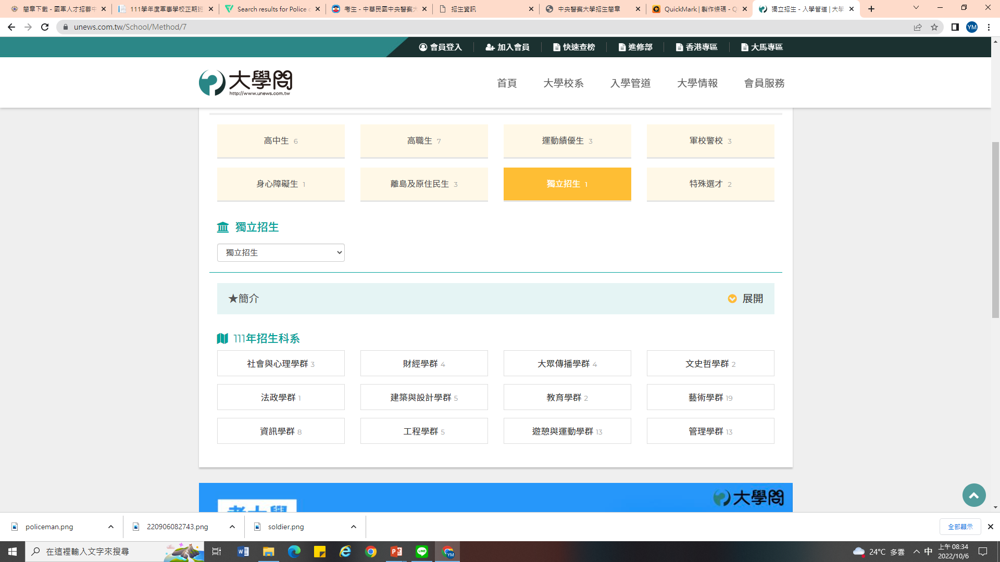 簡章下載 - 國軍人才招募中
111學年度軍事學校正期班
Search results for Police c
考生 - 中華民國中央警察大
招生資訊
中央警察大學招生簡章
QuickMark | 製作條碼 - Q
獨立招生 - 入學管道 | 大學
unews.com.tw/School/Method/7
YM
會員登入
加入會員
快速查榜
進修部
香港專區
大馬專區
大學問
http://www.unews.com.tw
首頁
大學校系
入學管道
大學情報
會員服務
高中生 6
高職生 7
運動績優生 3
軍校警校 3
身心障礙生 1
離島及原住民生 3
獨立招生 1
特殊選才 2
獨立招生
獨立招生
★簡介
展開
111年招生科系
社會與心理學群 3
財經學群 4
大眾傳播學群 4
文史哲學群 2
法政學群 1
建築與設計學群 5
教育學群 2
藝術學群 19
資訊學群 8
工程學群 5
遊憩與運動學群 13
管理學群 13
大學問
考大學
policeman.png
220906082743.png
soldier.png
全部顯示
在這裡輸入文字來搜尋
LINE
YM
24°C 多雲
中
上午 08:34
2022/10/6